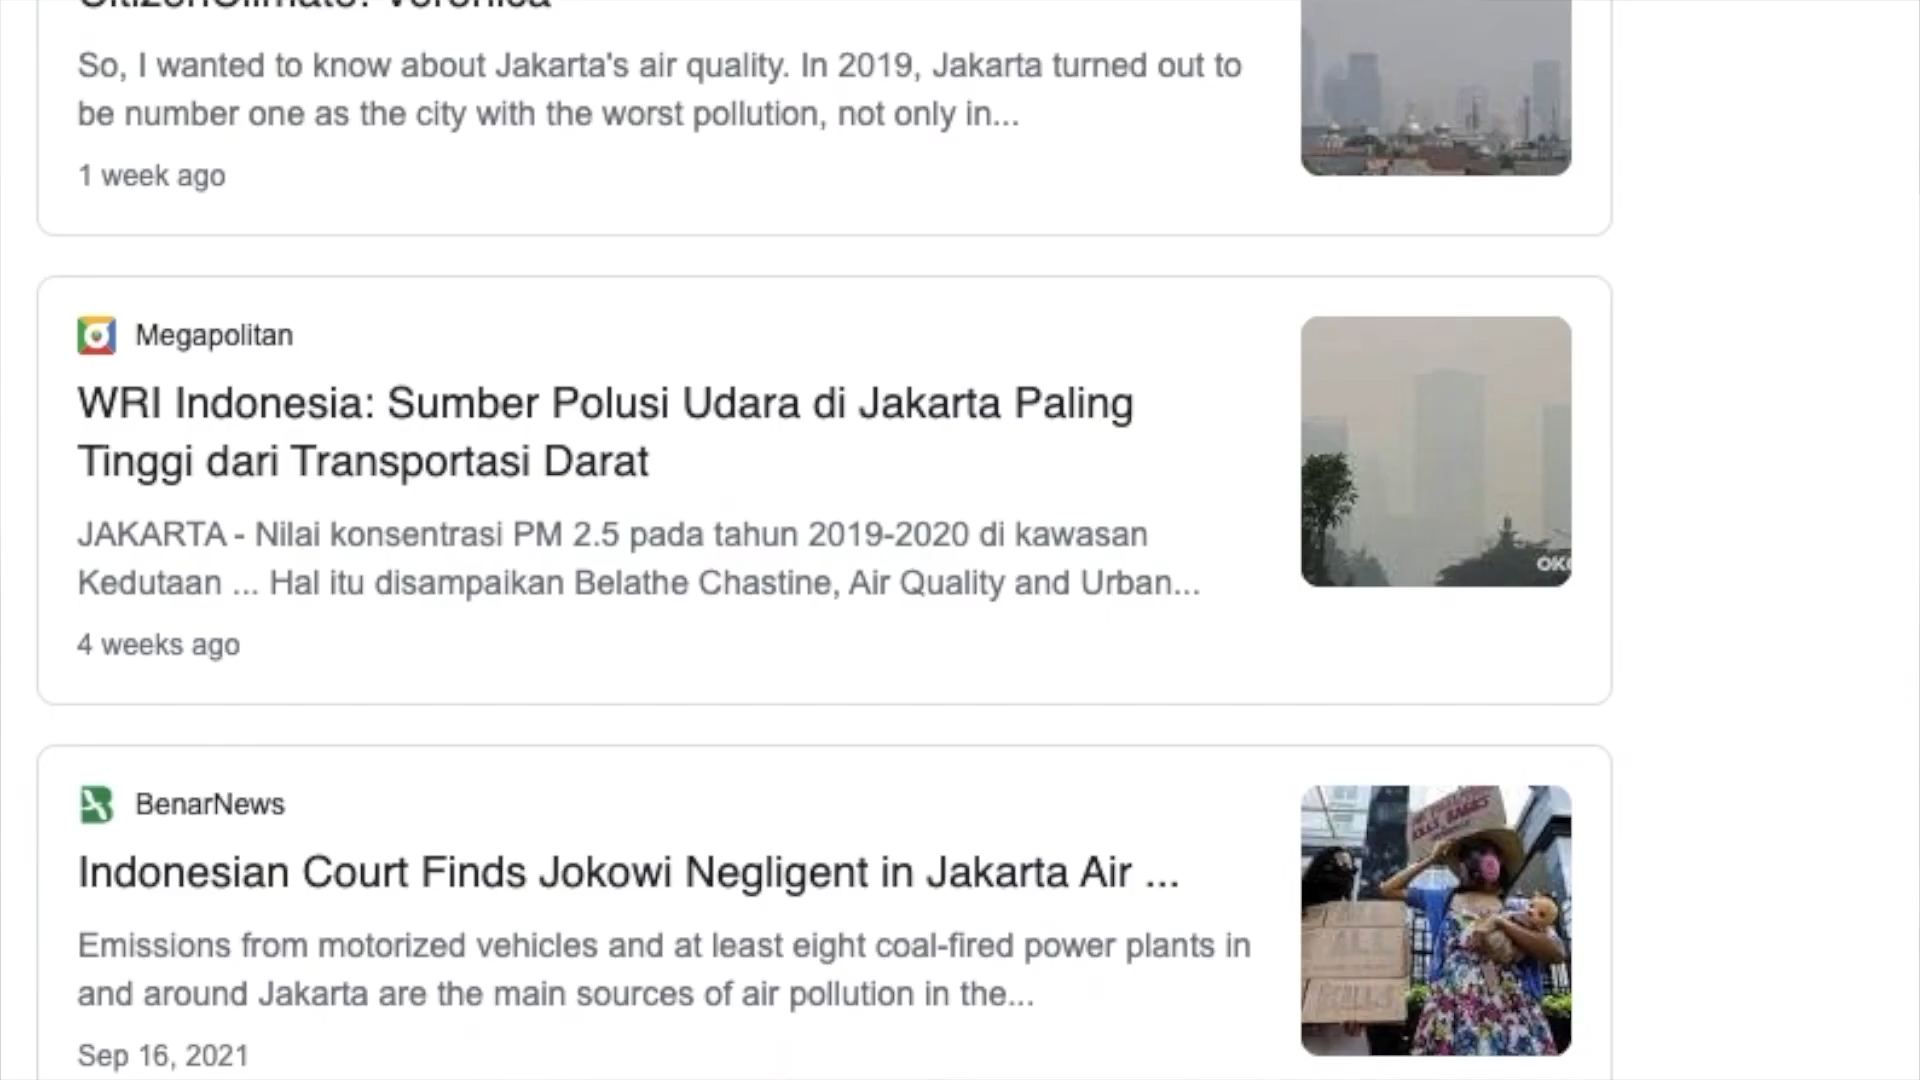 CitizenClimate: Veronica
So, I wanted to know about Jakarta's air quality. In 2019, Jakarta turned out to
be number one as the city with the worst pollution, not only in...
1 week ago
Megapolitan
WRI Indonesia: Sumber Polusi Udara di Jakarta Paling
Tinggi dari Transportasi Darat
JAKARTA - Nilai konsentrasi PM 2.5 pada tahun 2019-2020 di kawasan
Kedutaan ... Hal itu disampaikan Belathe Chastine, Air Quality and Urban...
4 weeks ago
BenarNews
Indonesian Court Finds Jokowi Negligent in Jakarta Air ...
Emissions from motorized vehicles and at least eight coal-fired power plants in
and around Jakarta are the main sources of air pollution in the...
Sep 16, 2021